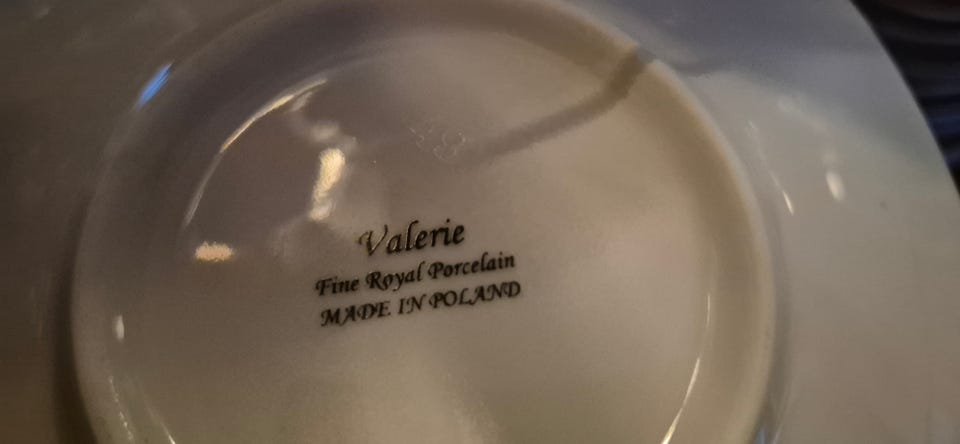 Valerie
Fine Royal Porcelain
MADE IN POLAND